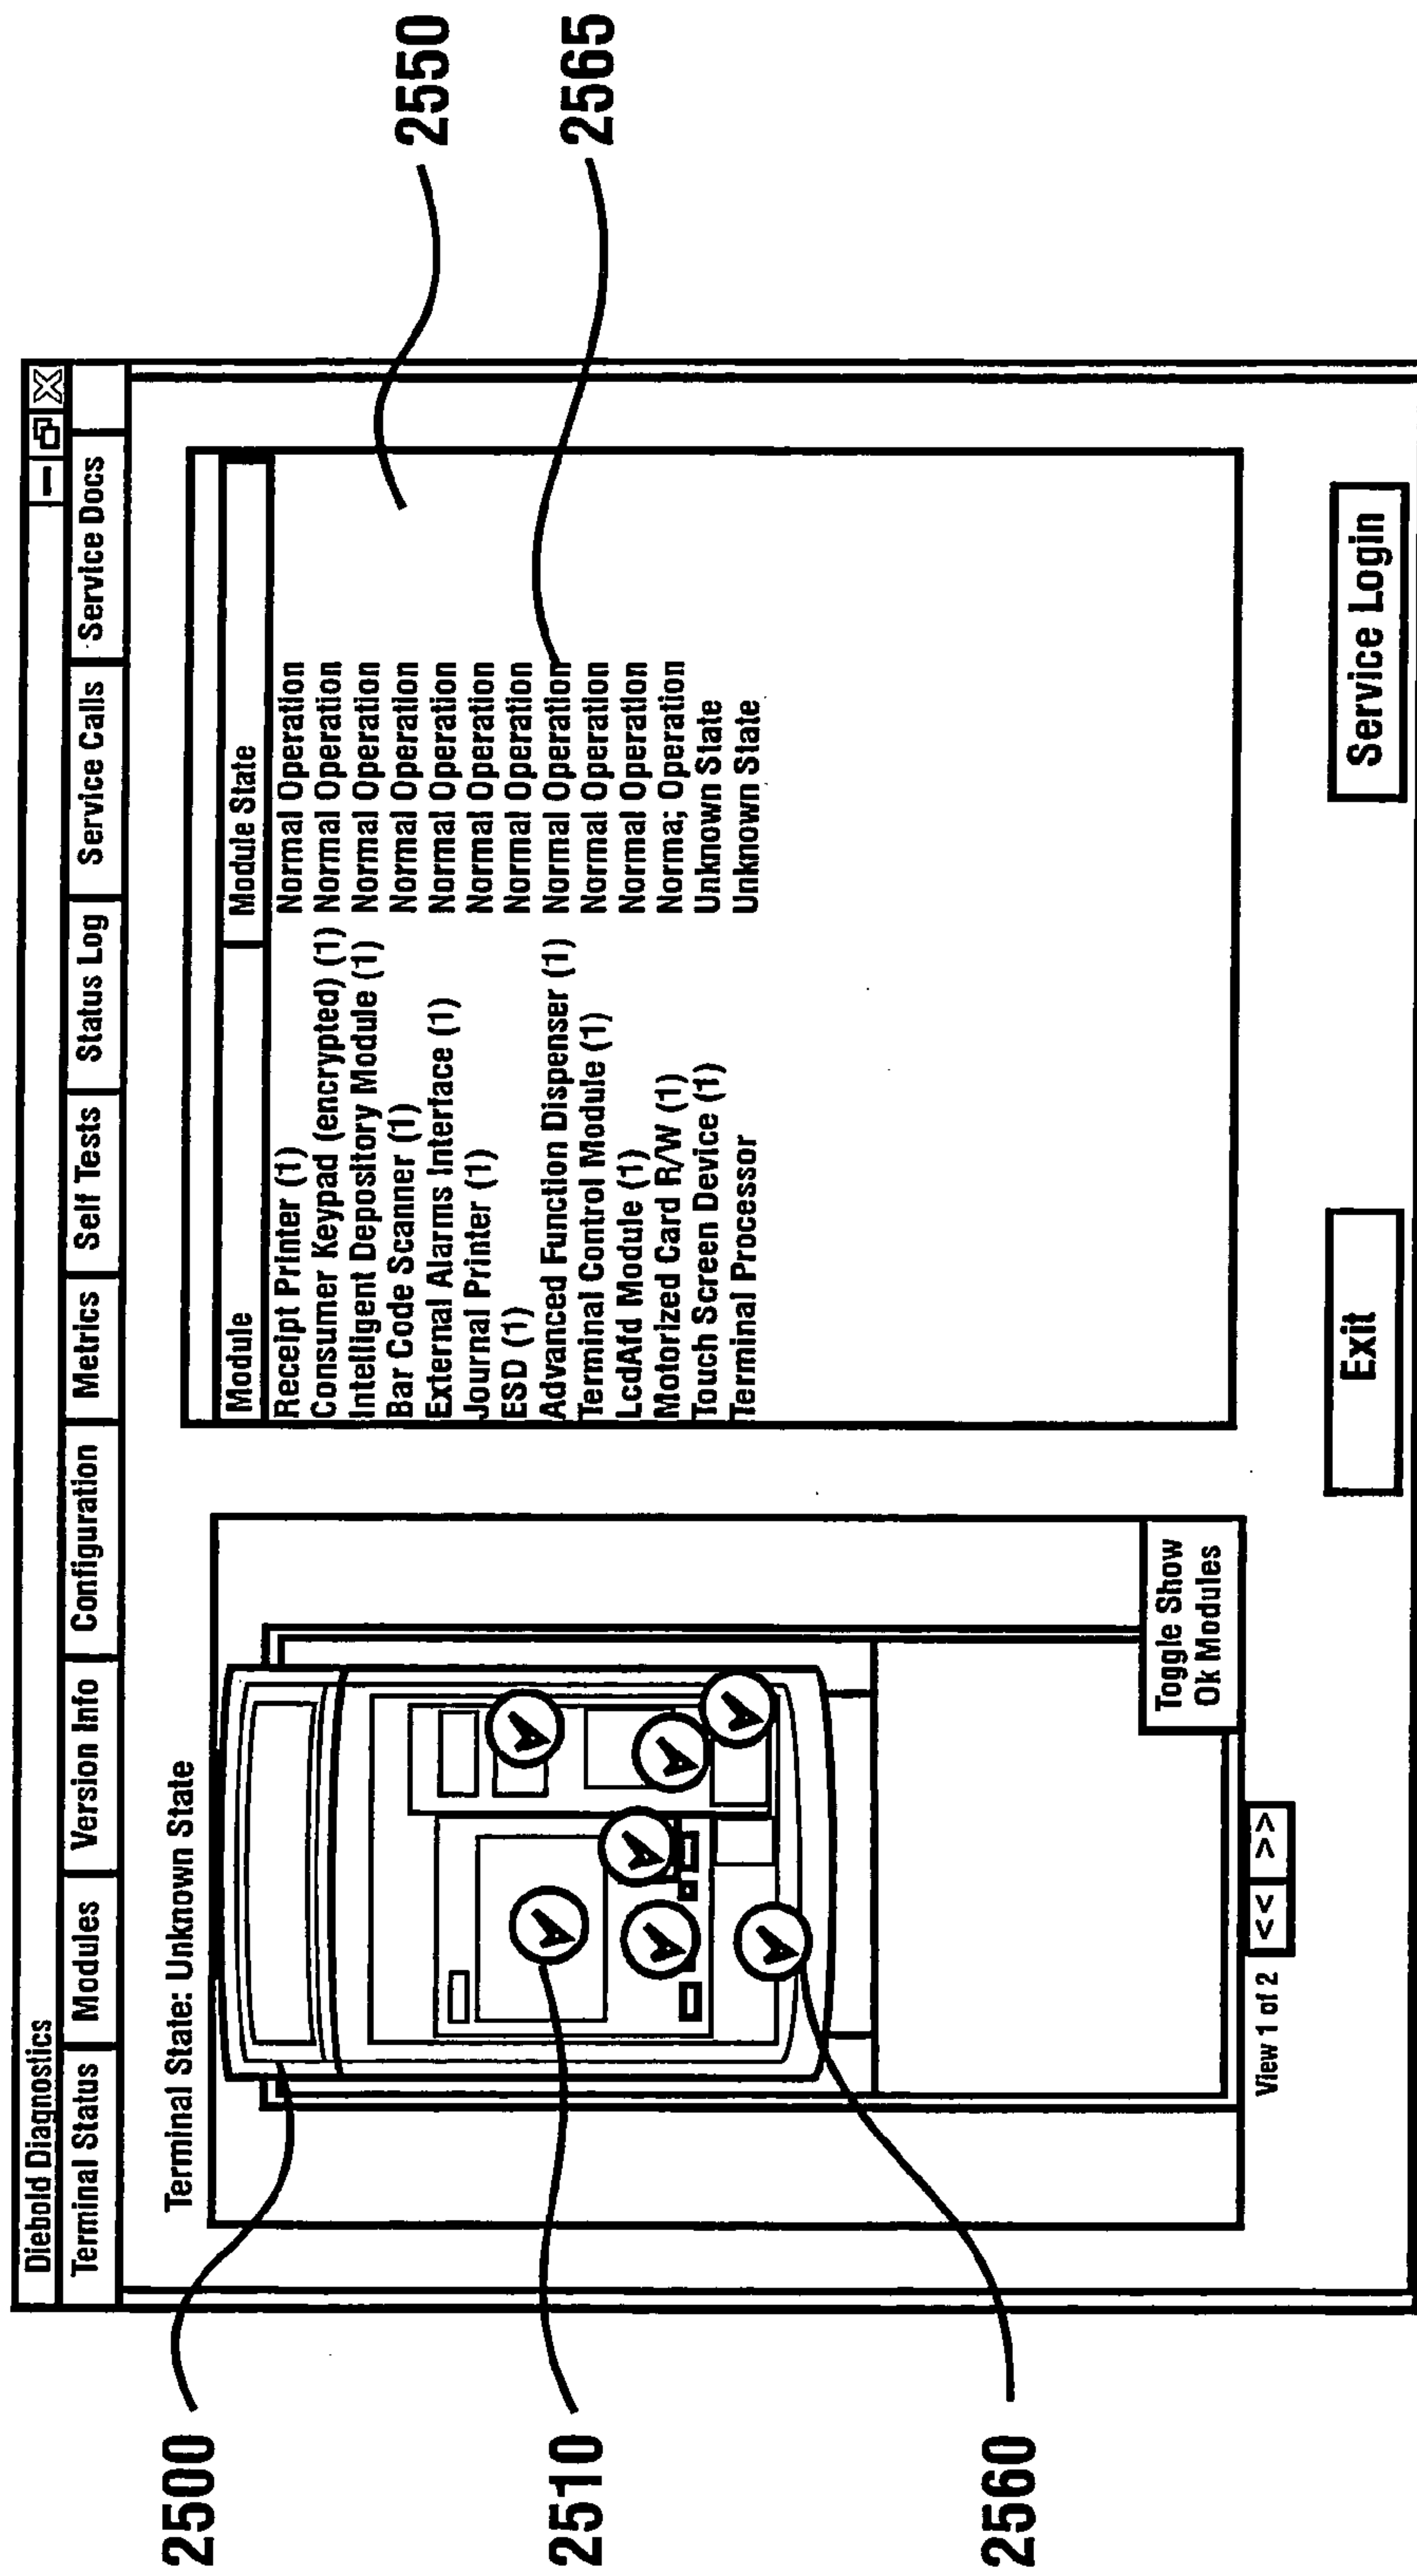 Diebold Diagnostics
Terminal Status Modules Version Info Configuration Metrics Self Tests Status Log Service Calls Service Docs
Terminal State: Unknown State
Toggle Show
Ok Modules
View 1 of 2 << >>
Module Module State
Receipt Printer (1) Normal Operation
Consumer Keypad (encrypted) (1) Normal Operation
Intelligent Depository Module (1) Normal Operation
Bar Code Scanner (1) Normal Operation
External Alarms Interface (1) Normal Operation
Journal Printer (1) Normal Operation
ESD (1) Normal Operation
Advanced Function Dispenser (1) Normal Operation
Terminal Control Module (1) Normal Operation
LcdAfd Module (1) Normal Operation
Motorized Card R/W (1) Norma; Operation
Touch Screen Device (1) Unknown State
Terminal Processor Unknown State
Exit Service Login
2500
2510
2560
2550
2565